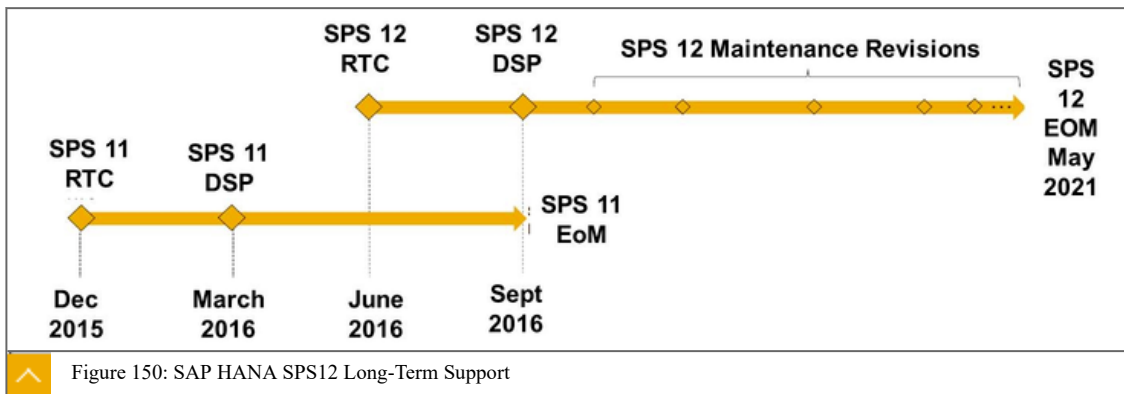 SPS 12
RTC
SPS 12
DSP
SPS 12 Maintenance Revisions
SPS
12
EOM
May
2021
SPS 11
RTC
SPS 11
DSP
SPS 11
EoM
Dec
2015
March
2016
June
2016
Sept
2016
Figure 150: SAP HANA SPS12 Long-Term Support